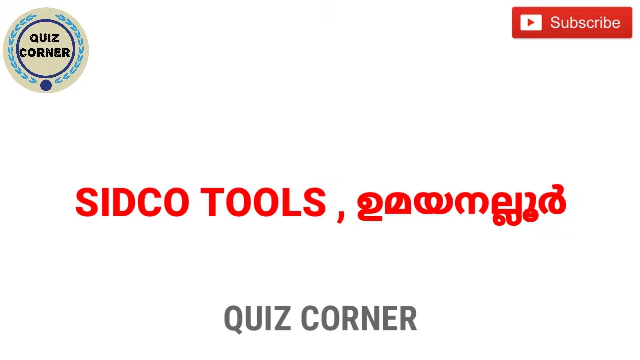 QUIZ
CORNER
Subscribe
SIDCO TOOLS , ഉമയനല്ലൂർ
QUIZ CORNER